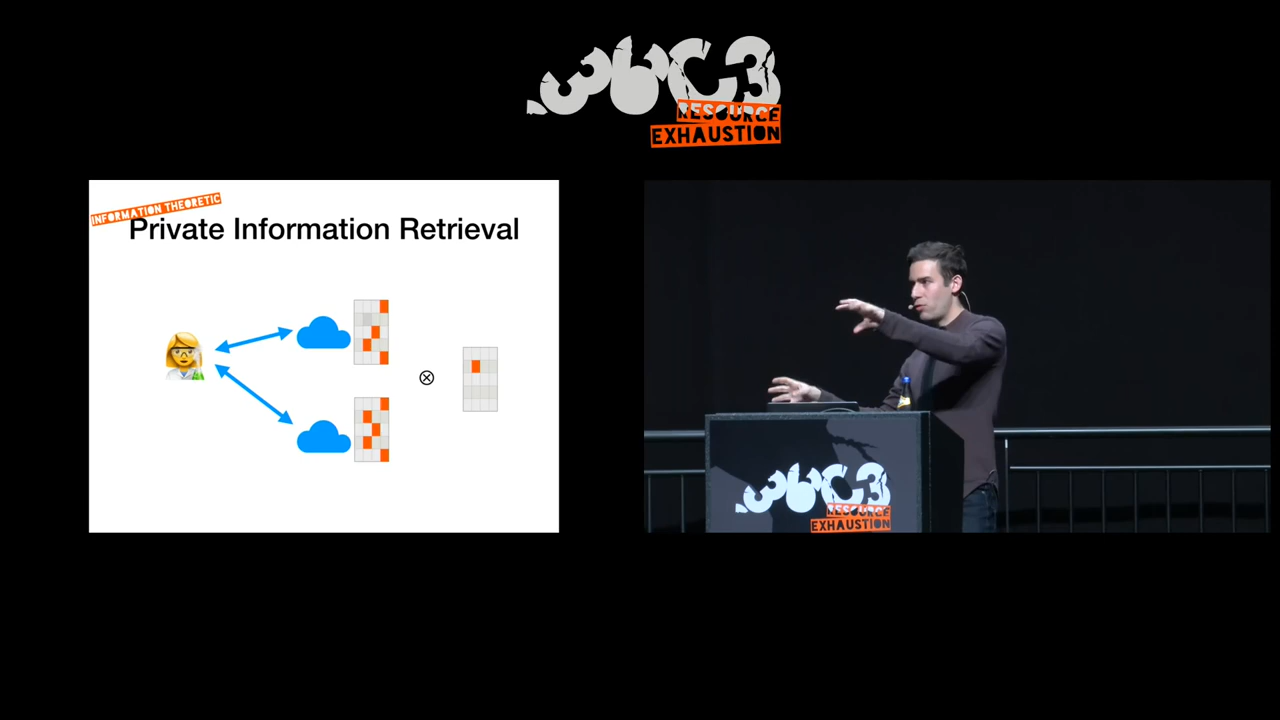 36C3
RESOURCE
EXHAUSTION
INFORMATION THEORETIC
Private Information Retrieval
36C3
RESOURCE
EXHAUSTION